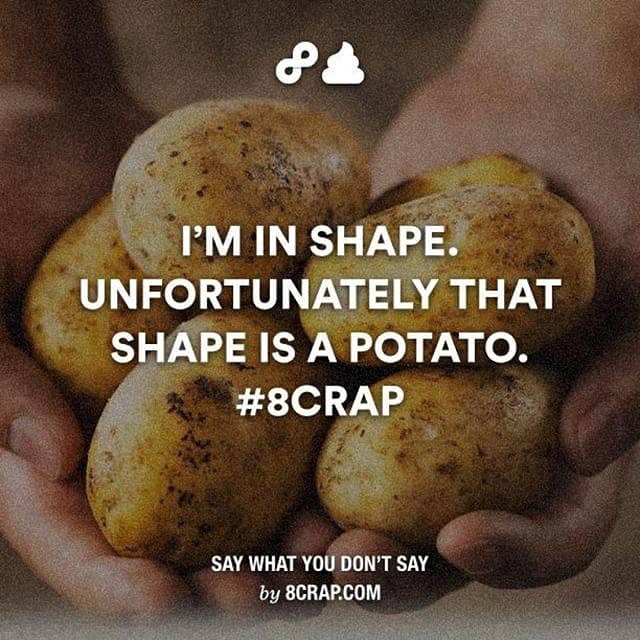 I'M IN SHAPE.
UNFORTUNATELY THAT
SHAPE IS A POTATO.
#8CRAP
SAY WHAT YOU DON'T SAY
by 8CRAP.COM